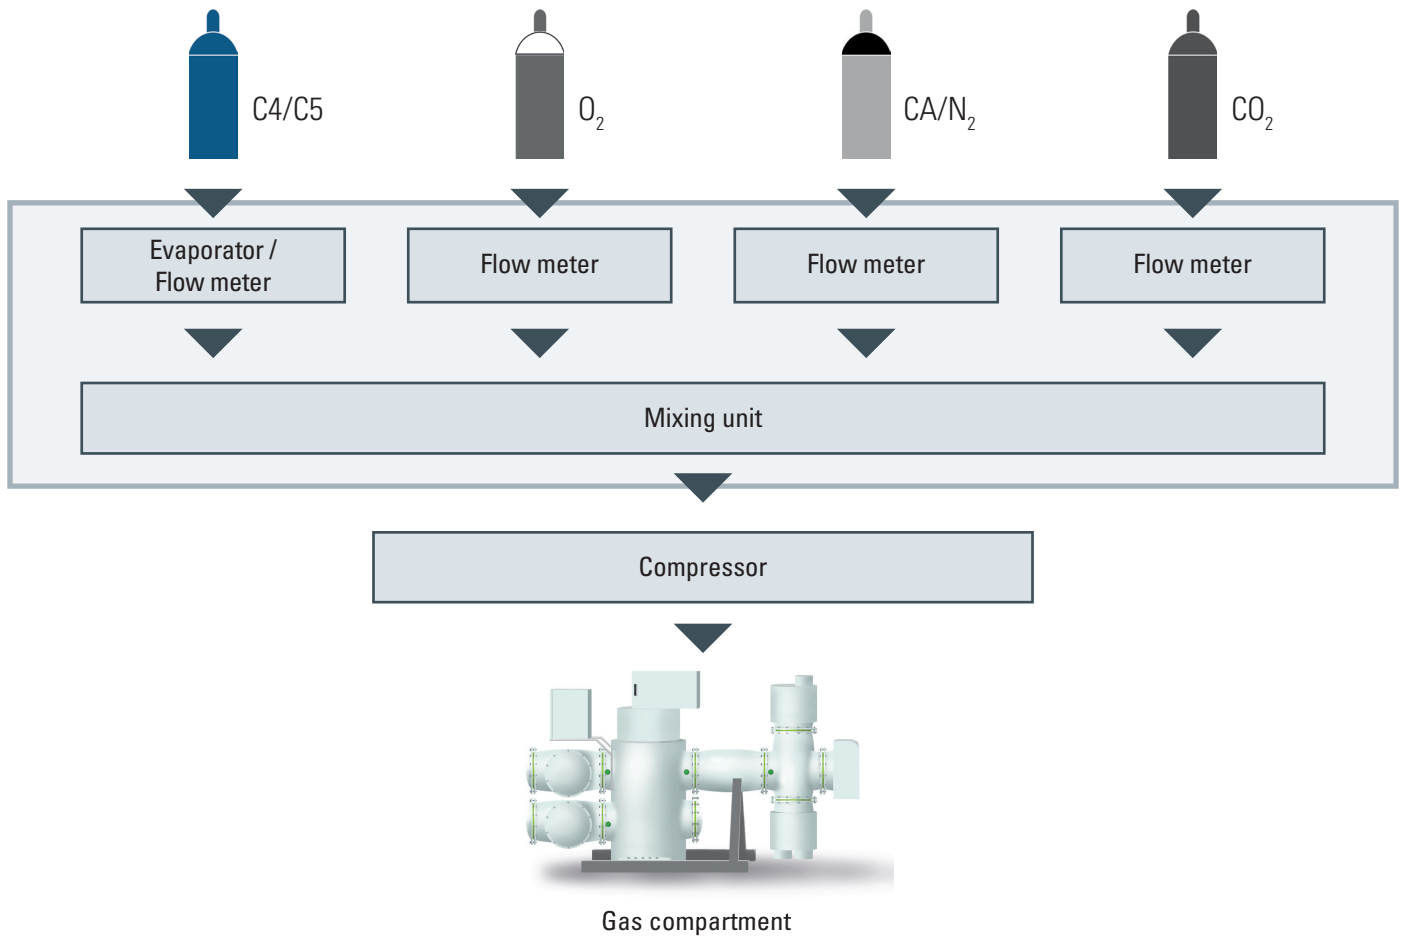 C4/C5
O₂
CA/N₂
CO₂
Evaporator /
Flow meter
Flow meter
Flow meter
Flow meter
Mixing unit
Compressor
Gas compartment